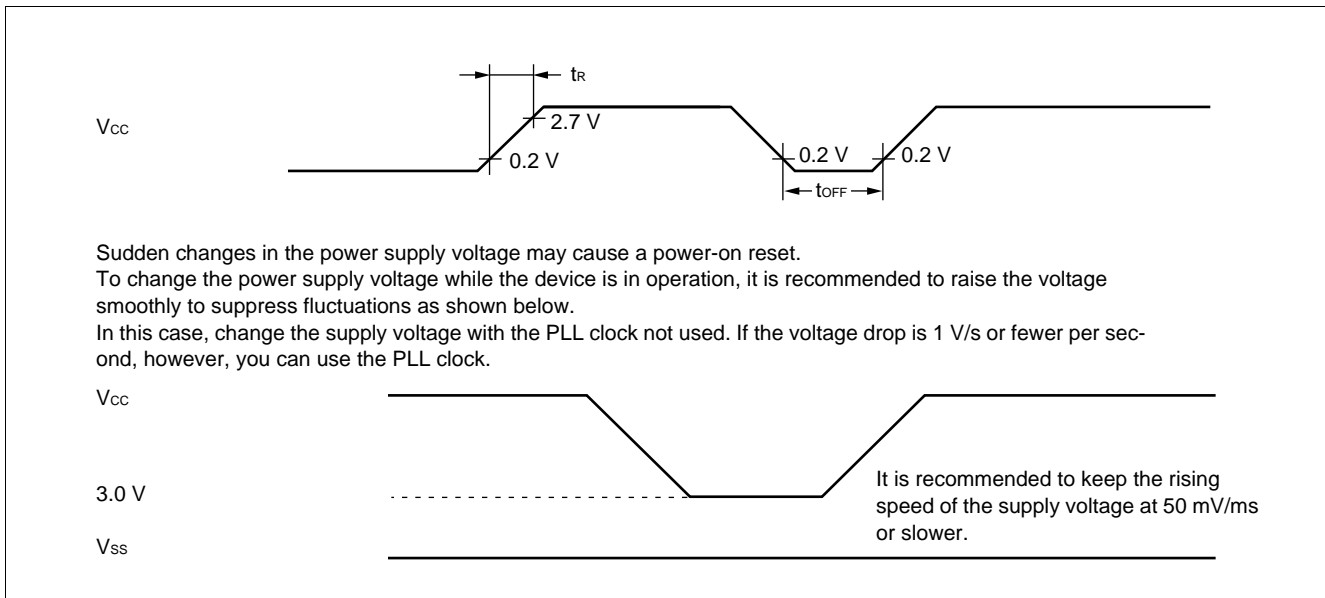 tR
VCC
2.7 V
0.2 V
0.2 V
0.2 V
tOFF
Sudden changes in the power supply voltage may cause a power-on reset.
To change the power supply voltage while the device is in operation, it is recommended to raise the voltage
smoothly to suppress fluctuations as shown below.
In this case, change the supply voltage with the PLL clock not used. If the voltage drop is 1 V/s or fewer per sec-
ond, however, you can use the PLL clock.
VCC
3.0 V
It is recommended to keep the rising
speed of the supply voltage at 50 mV/ms
or slower.
VSS